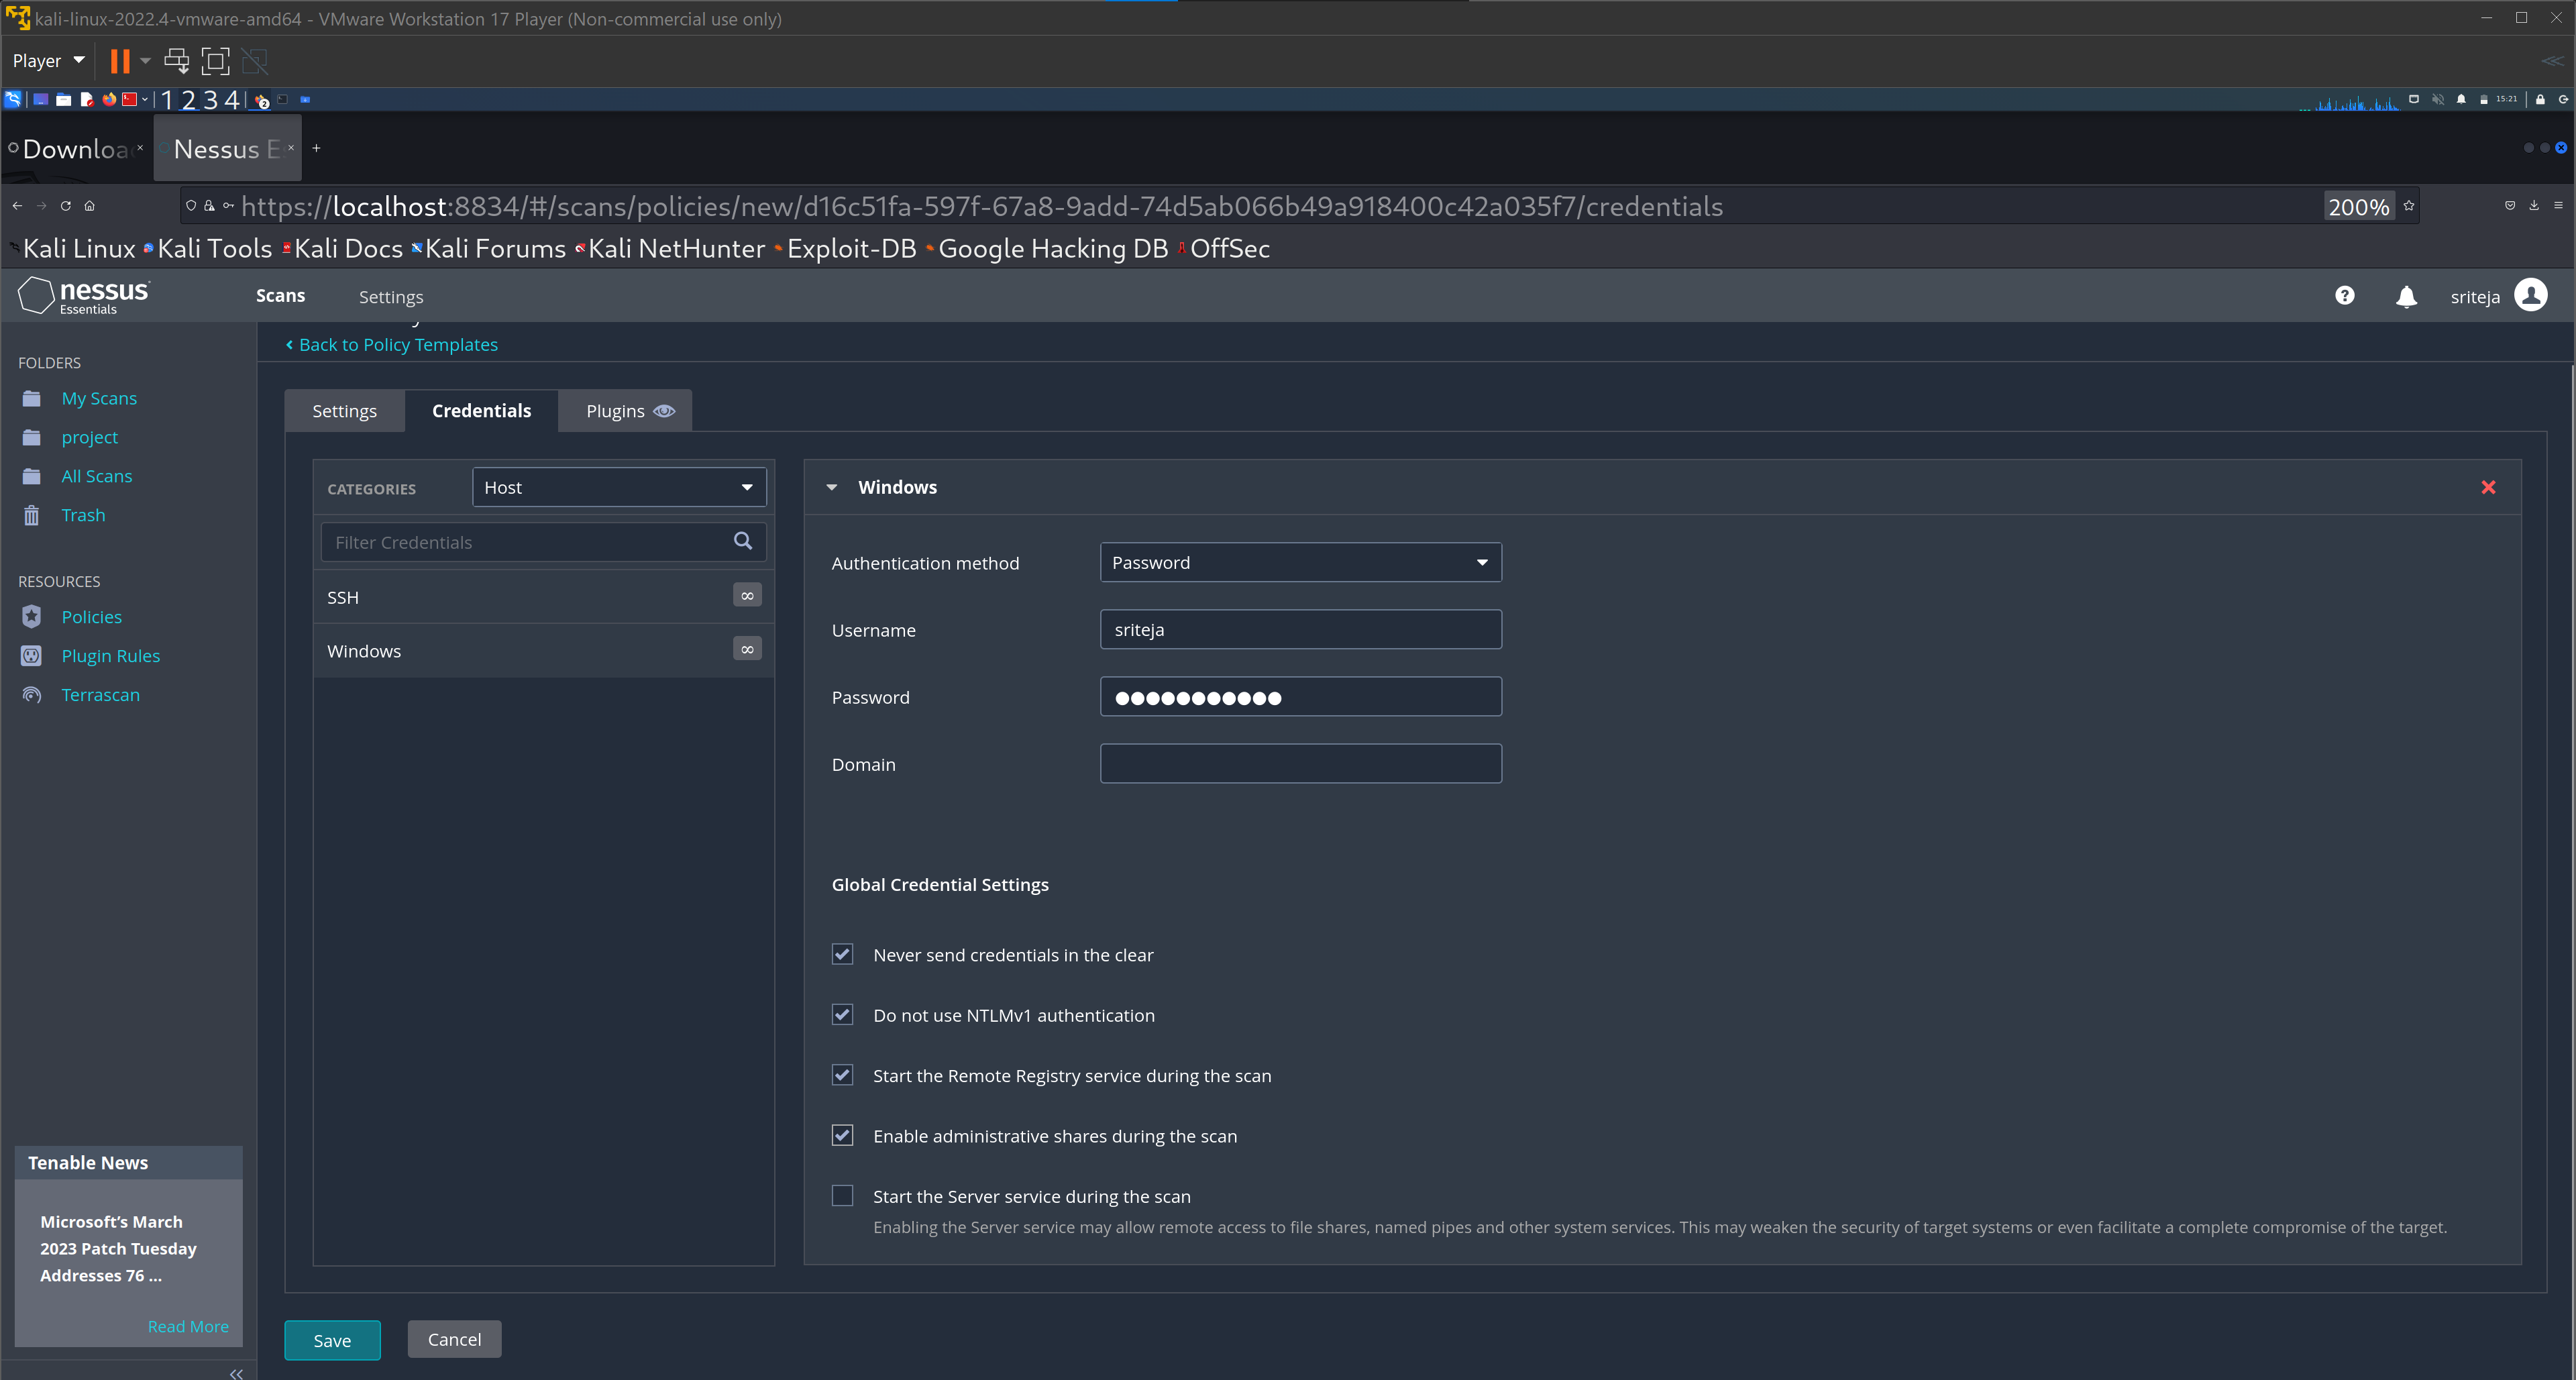 kali-linux-2022.4-vmware-amd64 - VMware Workstation 17 Player (Non-commercial use only)
Player
1 2 3 4
2
15:21
Downloa
Nessus E
200%
https://localhost:8834/#/scans/policies/new/d16c51fa-597f-67a8-9add-74d5ab066b49a918400c42a035f7/credentials
Kali Linux Kali Tools Kali Docs Kali Forums Kali NetHunter Exploit-DB Google Hacking DB OffSec
nessus
Essentials
Scans
Settings
sriteja
FOLDERS
My Scans
project
All Scans
Trash
RESOURCES
Policies
Plugin Rules
Terrascan
Tenable News
Microsoft's March
2023 Patch Tuesday
Addresses 76 ...
Read More
Back to Policy Templates
Settings
Credentials
Plugins
CATEGORIES
Host
Filter Credentials
SSH
∞
Windows
∞
Windows
Authentication method
Password
Username
sriteja
Password
Domain
Global Credential Settings
Never send credentials in the clear
Do not use NTLMv1 authentication
Start the Remote Registry service during the scan
Enable administrative shares during the scan
Start the Server service during the scan
Enabling the Server service may allow remote access to file shares, named pipes and other system services. This may weaken the security of target systems or even facilitate a complete compromise of the target.
Save
Cancel